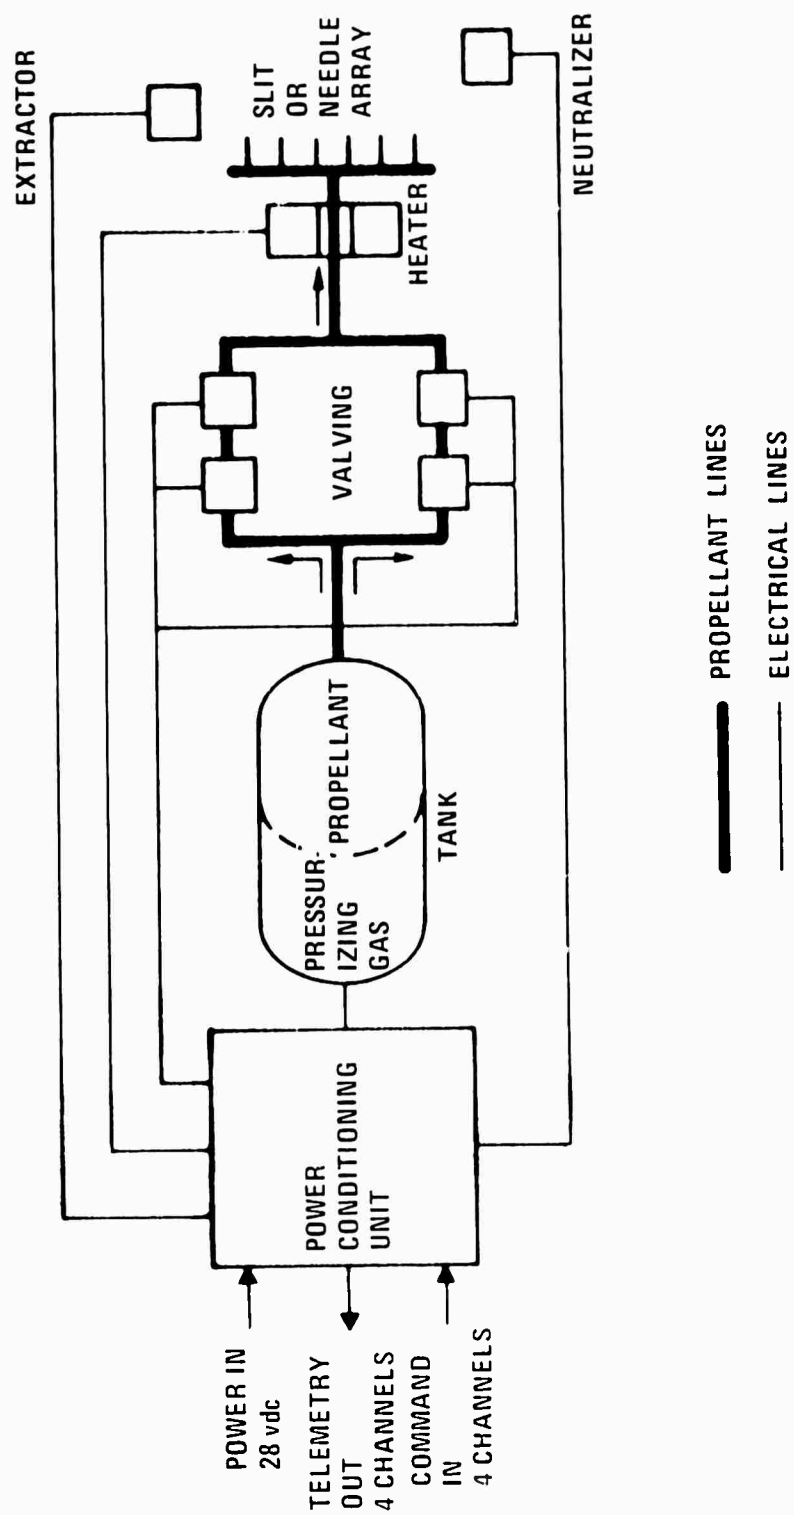 EXTRACTOR
SLIT
OR
NEEDLE
ARRAY
HEATER
NEUTRALIZER
VALVING
PROPELLANT
PRESSUR-
IZING
GAS
TANK
POWER
CONDITIONING
UNIT
POWER IN
28 vdc
TELEMETRY
OUT
4 CHANNELS
COMMAND
IN
4 CHANNELS
PROPELLANT LINES
ELECTRICAL LINES